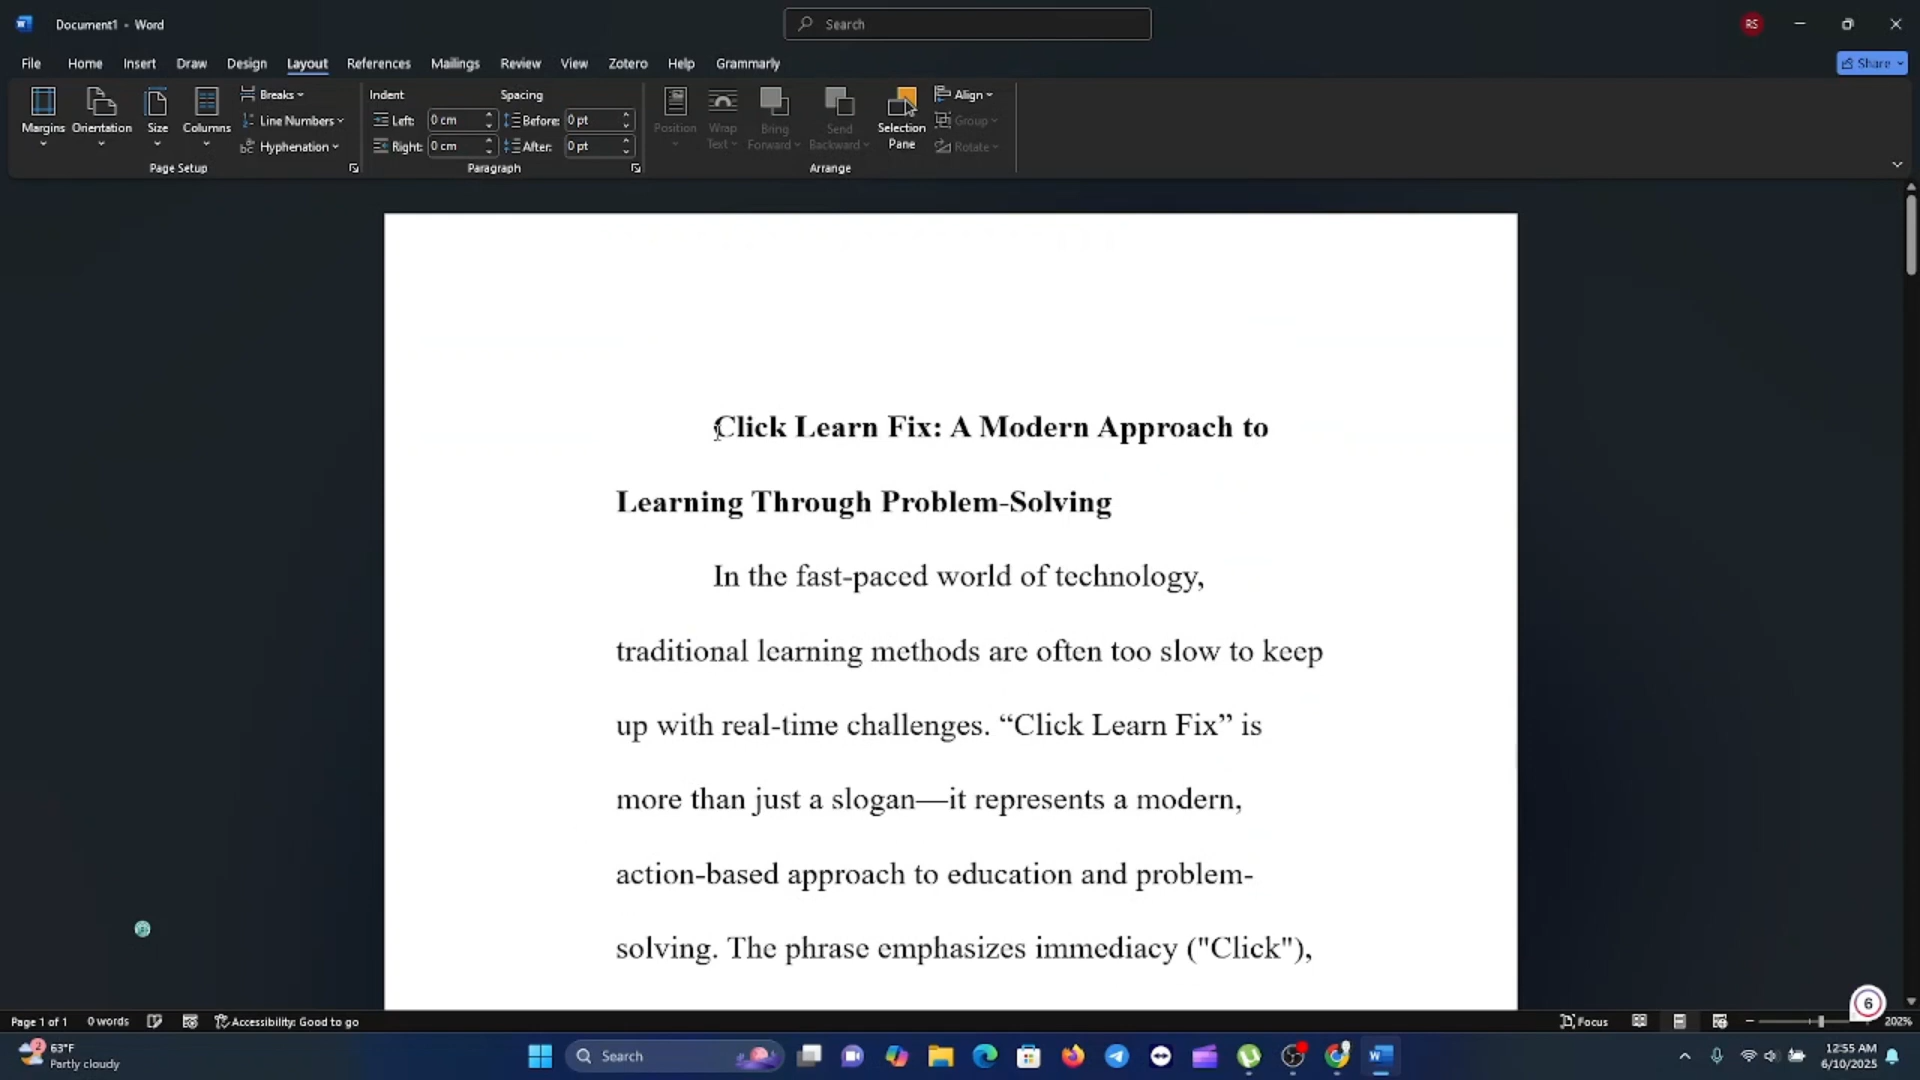 Document1 - Word
Search
RS
File Home Insert Draw Design Layout References Mailings Review View Zotero Help Grammarly
Share
Margins
Orientation
Size
Columns
Breaks
Line Numbers
Hyphenation
Page Setup
Indent
Left: 0 cm
Right: 0 cm
Spacing
Before: 0 pt
After: 0 pt
Paragraph
Position
Wrap
Text
Bring
Forward
Send
Backward
Selection
Pane
Align
Group
Rotate
Arrange
Click Learn Fix: A Modern Approach to
Learning Through Problem-Solving
In the fast-paced world of technology,
traditional learning methods are often too slow to keep
up with real-time challenges. “Click Learn Fix” is
more than just a slogan—it represents a modern,
action-based approach to education and problem-
solving. The phrase emphasizes immediacy ("Click"),
6
Page 1 of 1 0 words Accessibility: Good to go
Focus
202%
2
63°F
Partly cloudy
Search
12:55 AM
6/10/2025